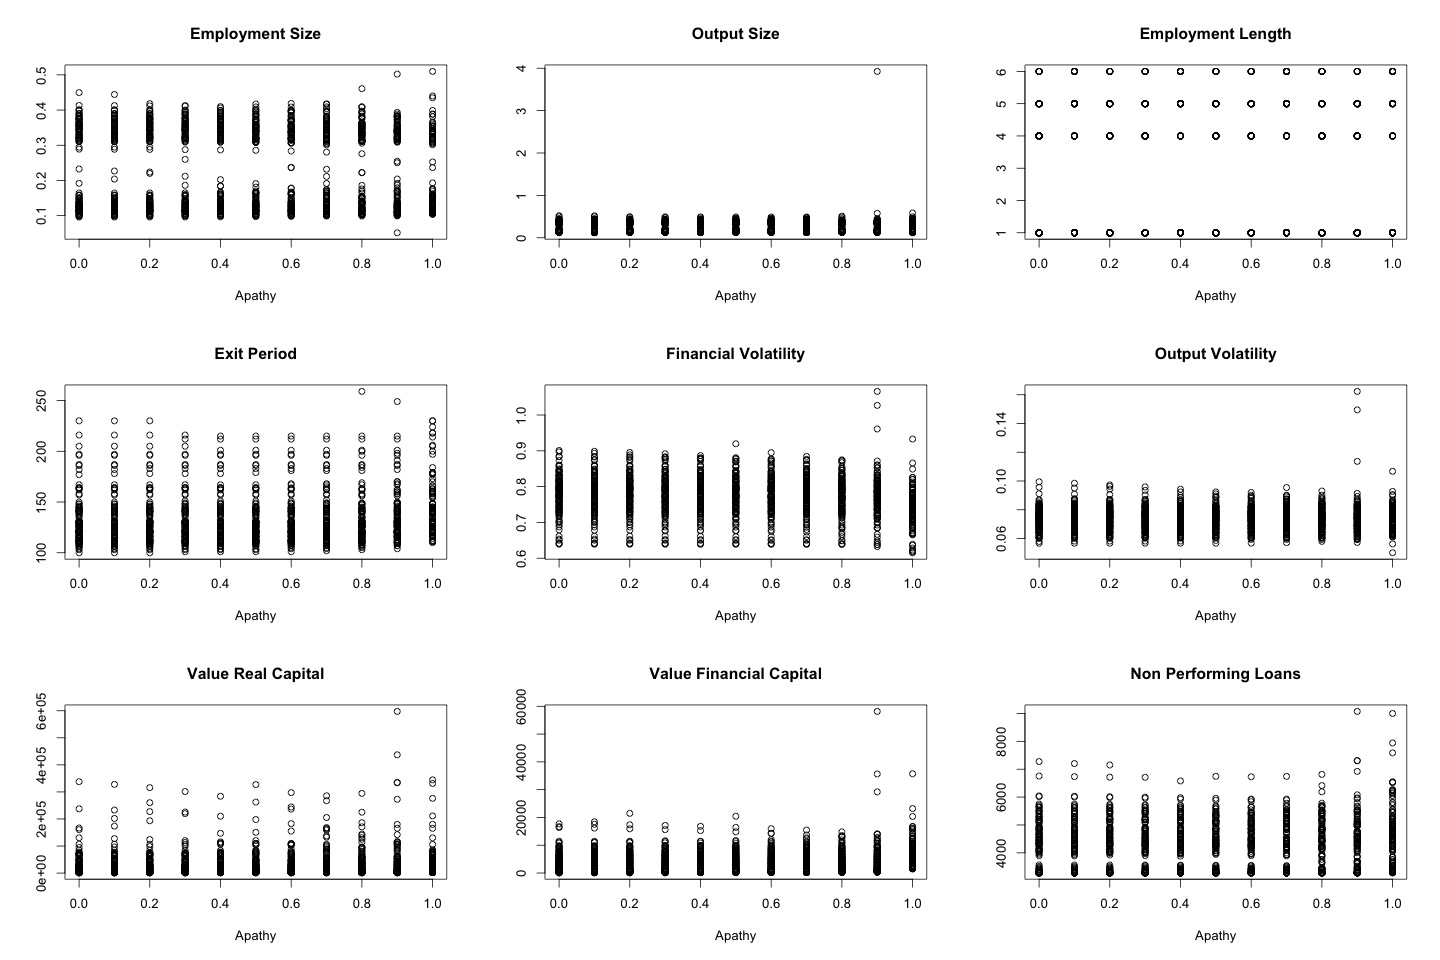 Employment Size
0.5
0.4
0.3
0.2
0.1
0.0 0.2 0.4 0.6 0.8 1.0
Apathy
Output Size
4
3
2
1
0
0.0 0.2 0.4 0.6 0.8 1.0
Apathy
Employment Length
6
5
4
3
2
1
0.0 0.2 0.4 0.6 0.8 1.0
Apathy
Exit Period
250
200
150
100
0.0 0.2 0.4 0.6 0.8 1.0
Apathy
Financial Volatility
1.0
0.9
0.8
0.7
0.6
0.0 0.2 0.4 0.6 0.8 1.0
Apathy
Output Volatility
0.14
0.10
0.06
0.0 0.2 0.4 0.6 0.8 1.0
Apathy
Value Real Capital
6e+05
4e+05
2e+05
0e+00
0.0 0.2 0.4 0.6 0.8 1.0
Apathy
Value Financial Capital
60000
40000
20000
0
0.0 0.2 0.4 0.6 0.8 1.0
Apathy
Non Performing Loans
8000
6000
4000
0.0 0.2 0.4 0.6 0.8 1.0
Apathy